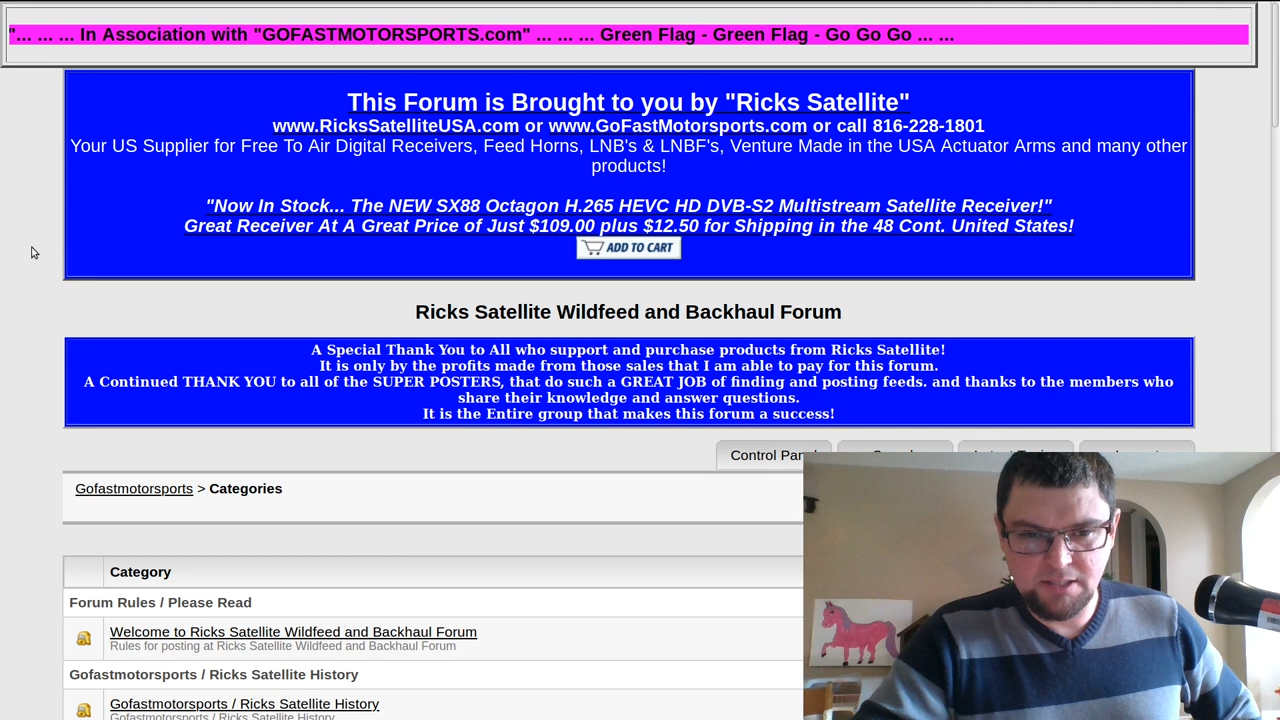 "... ... ... In Association with "GOFASTMOTORSPORTS.com" ... ... ... Green Flag - Green Flag - Go Go Go ... ...
This Forum is Brought to you by "Ricks Satellite"
www.RicksSatelliteUSA.com or www.GoFastMotorsports.com or call 816-228-1801
Your US Supplier for Free To Air Digital Receivers, Feed Horns, LNB's & LNBF's, Venture Made in the USA Actuator Arms and many other
products!
"Now In Stock... The NEW SX88 Octagon H.265 HEVC HD DVB-S2 Multistream Satellite Receiver!"
Great Receiver At A Great Price of Just $109.00 plus $12.50 for Shipping in the 48 Cont. United States!
ADD TO CART
Ricks Satellite Wildfeed and Backhaul Forum
A Special Thank You to All who support and purchase products from Ricks Satellite!
It is only by the profits made from those sales that I am able to pay for this forum.
A Continued THANK YOU to all of the SUPER POSTERS, that do such a GREAT JOB of finding and posting feeds. and thanks to the members who
share their knowledge and answer questions.
It is the Entire group that makes this forum a success!
Control Panel
Gofastmotorsports > Categories
Category
Forum Rules / Please Read
Welcome to Ricks Satellite Wildfeed and Backhaul Forum
Rules for posting at Ricks Satellite Wildfeed and Backhaul Forum
Gofastmotorsports / Ricks Satellite History
Gofastmotorsports / Ricks Satellite History
Gofastmotorsports / Ricks Satellite History